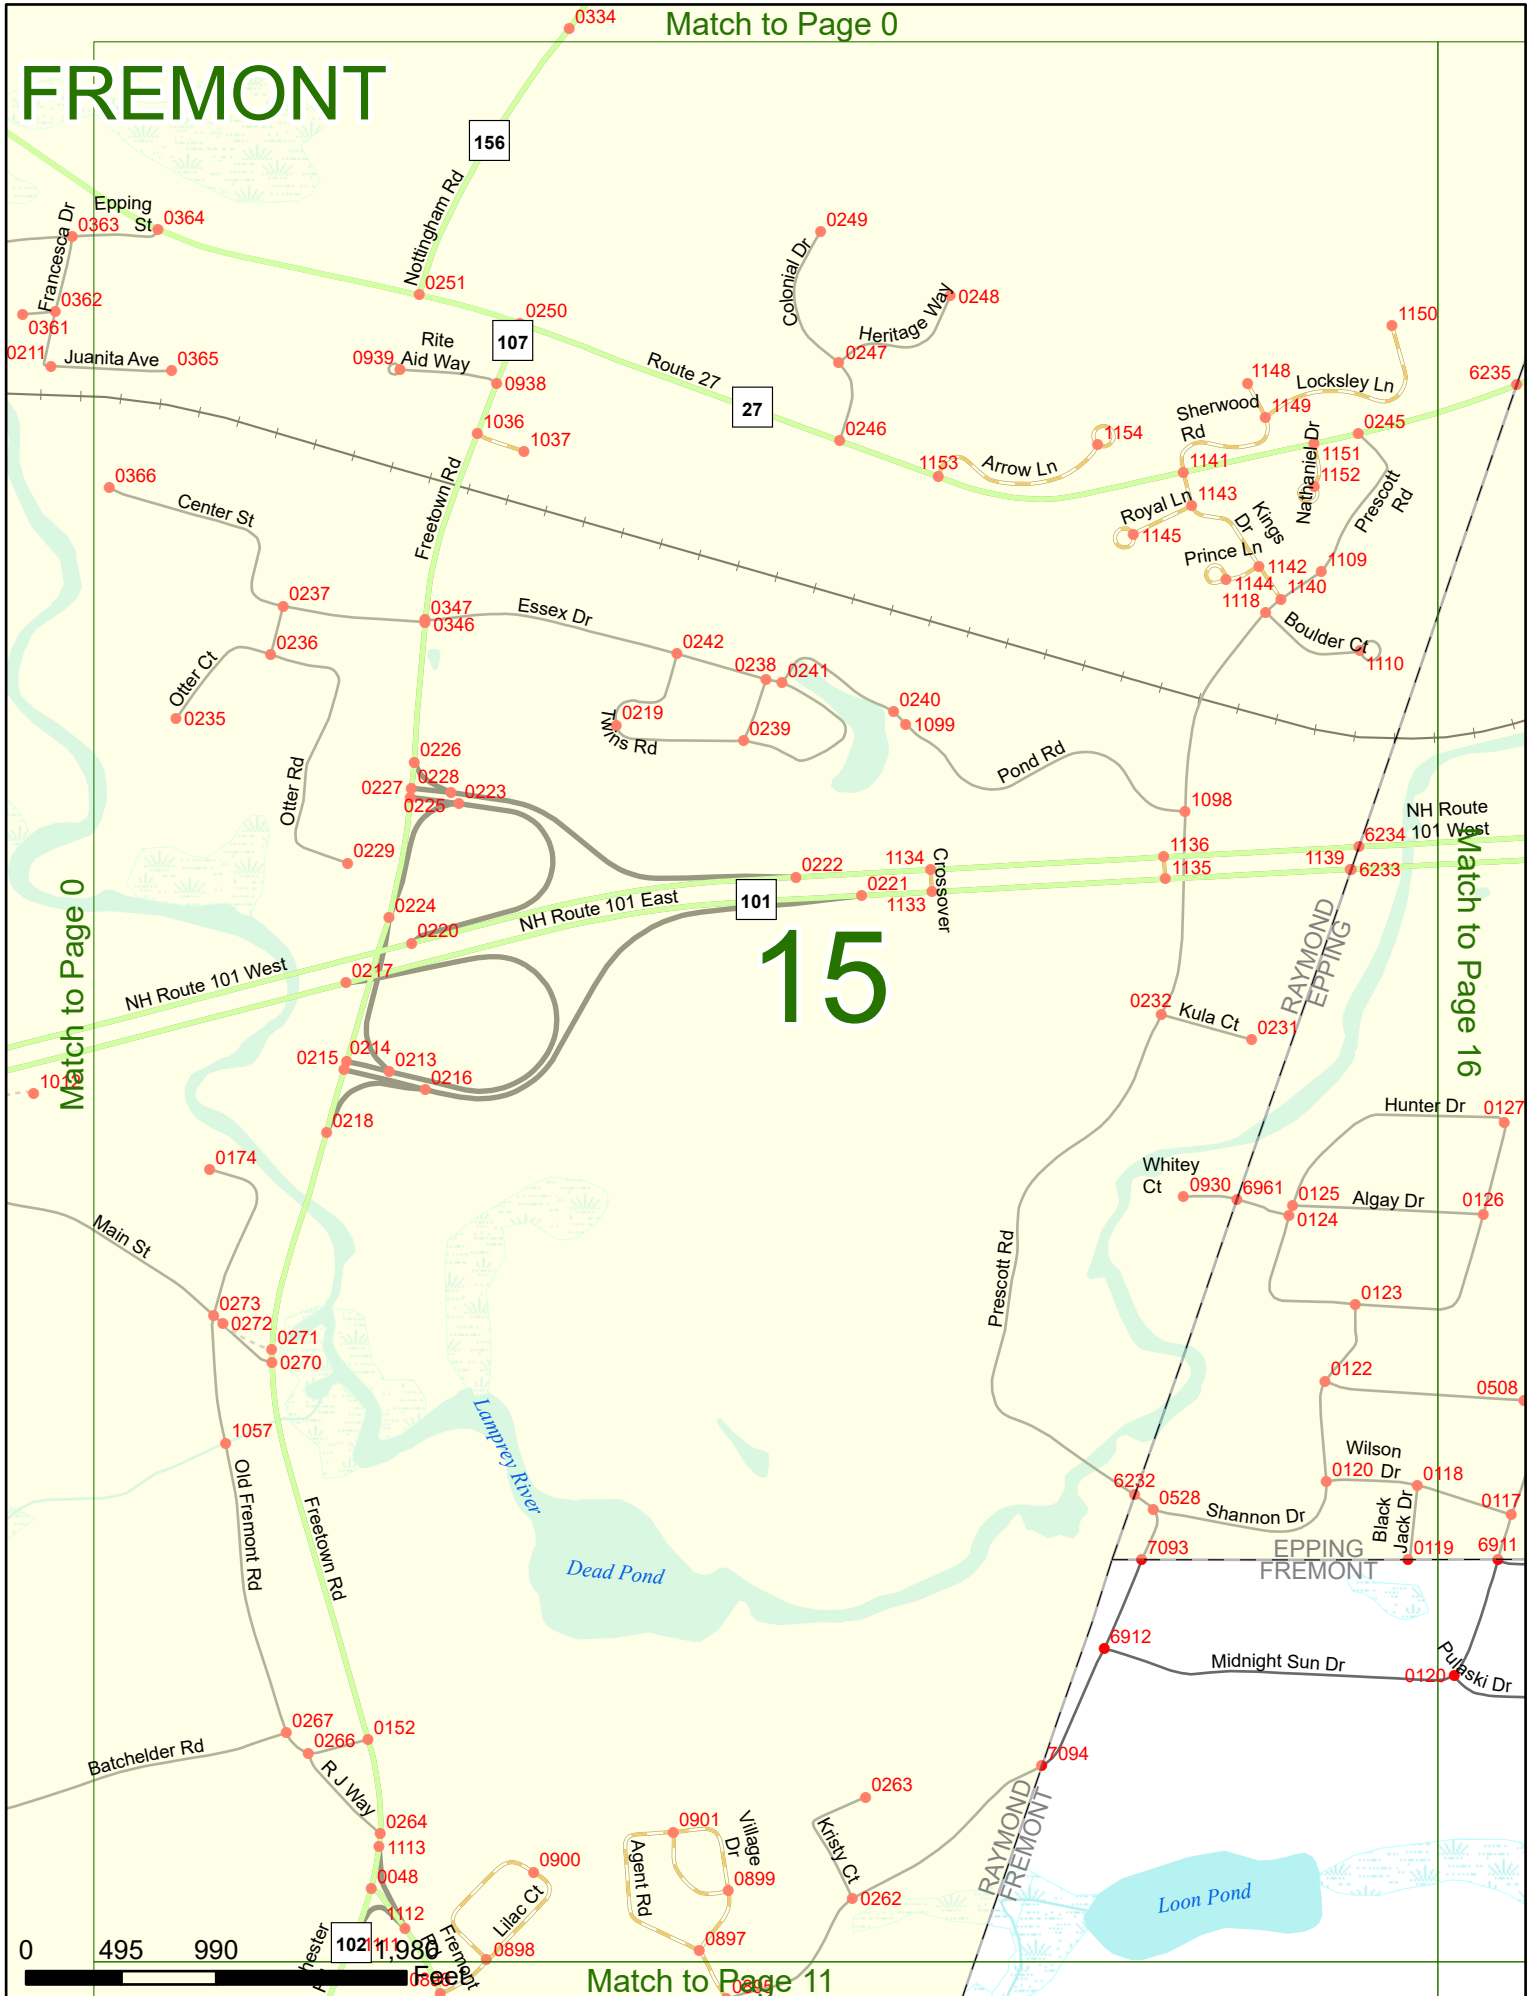 Match to Page 0
0334
FREMONT
156
Nottingham Rd
Epping
St
0364
0363
Francesca Dr
0249
Colonial Dr
0251
0362
0361
0250
0248
Heritage Way
1150
107
Rite
Aid Way
0939
0211
Juanita Ave
0365
0247
Route 27
0938
1148
Locksley Ln
6235
27
Sherwood
Rd
1149
1036
1037
0246
1154
0245
Nathaniel Dr
1151
Arrow Ln
1153
1141
1152
Prescott
Rd
0366
Center St
Freetown Rd
Royal Ln
1143
Kings
Dr
1145
Prince Ln
1142
1109
1144
1140
0237
0347
0346
Essex Dr
1118
Boulder Ct
1110
0236
0242
Otter Ct
0238
0241
0235
0219
Twins Rd
0239
0240
1099
0226
Pond Rd
0227
0228
0223
0225
Otter Rd
1098
NH Route
101 West
0229
6234
1136
0222
1134
Crossover
1139
6233
1135
0221
1133
101
NH Route 101 East
0224
0220
15
Match to Page 0
Match to Page 16
RAYMOND
EPPING
NH Route 101 West
0217
0232
Kula Ct
0231
0214
0215
0213
0216
1012
0218
Hunter Dr
0127
0174
Whitey
Ct
0930
6961
0125
Algay Dr
0126
0124
Main St
Prescott Rd
0273
0272
0271
0270
0123
0122
0508
1057
Lamprey River
Old Fremont Rd
Freetown Rd
Wilson
Dr
0120
0118
6232
0528
Shannon Dr
Black
Jack Dr
0117
7093
EPPING
FREMONT
0119
6911
Dead Pond
6912
Midnight Sun Dr
0120
Pulaski Dr
0267
0152
0266
Batchelder Rd
R J Way
7094
0263
RAYMOND
FREMONT
0264
1113
0901
Village
Dr
Kristy Ct
Agent Rd
0048
0900
0899
0262
Lilac Ct
Loon Pond
1112
Fremont
Rd
102
1111
0897
0898
0
495
990
1,980
Feet
Match to Page 11
0895